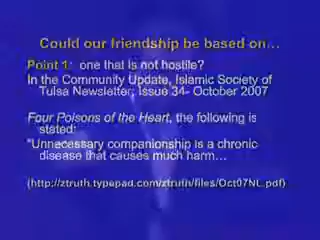 Could our friendship be based on...
Point 1: one that is not hostile?
In the Community Update, Islamic Society of
Tulsa Newsletter; Issue 34- October 2007
Four Poisons of the Heart, the following is
stated:
"Unnecessary companionship is a chronic
disease that causes much harm...
(http://ztruth.typepad.com/ztruth/files/Oct07NL.pdf)